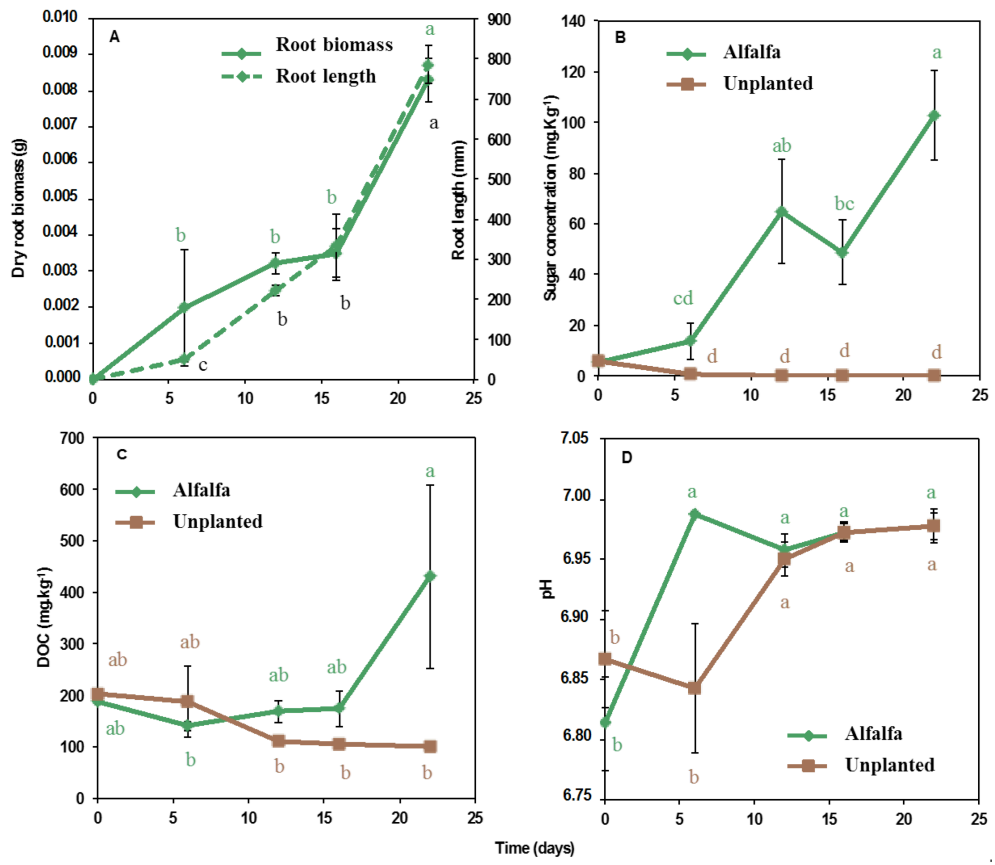 A
Root biomass
Root length
Dry root biomass (g)
0.010
0.009
0.008
0.007
0.006
0.005
0.004
0.003
0.002
0.001
0.000
Root length (mm)
900
800
700
600
500
400
300
200
100
0
a
a
b
b
b
b
b
c
0 5 10 15 20 25
B
Alfalfa
Unplanted
Sugar concentration (mg.Kg⁻¹)
140
120
100
80
60
40
20
0
a
ab
bc
cd
d d d d
0 5 10 15 20 25
C
Alfalfa
Unplanted
DOC (mg.kg⁻¹)
700
600
500
400
300
200
100
0
a
ab ab ab ab
ab b b b b
0 5 10 15 20 25
D
Alfalfa
Unplanted
pH
7.05
7.00
6.95
6.90
6.85
6.80
6.75
a a a a
b a a a
b b
0 5 10 15 20 25
Time (days)